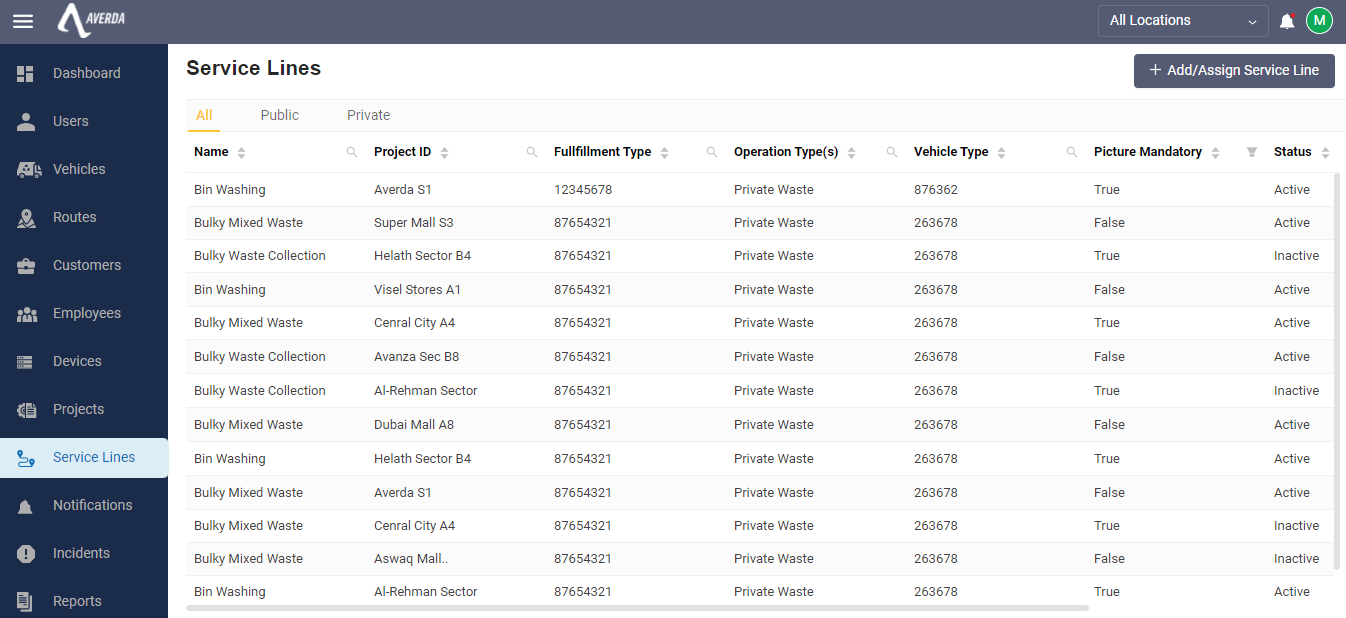 AVERDA
All Locations
M
Dashboard
Users
Vehicles
Routes
Customers
Employees
Devices
Projects
Service Lines
Notifications
Incidents
Reports
Service Lines
+ Add/Assign Service Line
All Public Private
Name Project ID Fullfillment Type Operation Type(s) Vehicle Type Picture Mandatory Status
Bin Washing Averda S1 12345678 Private Waste 876362 True Active
Bulky Mixed Waste Super Mall S3 87654321 Private Waste 263678 False Active
Bulky Waste Collection Helath Sector B4 87654321 Private Waste 263678 True Inactive
Bin Washing Visel Stores A1 87654321 Private Waste 263678 False Active
Bulky Mixed Waste Cenral City A4 87654321 Private Waste 263678 True Active
Bulky Waste Collection Avanza Sec B8 87654321 Private Waste 263678 False Active
Bulky Waste Collection Al-Rehman Sector 87654321 Private Waste 263678 True Inactive
Bulky Mixed Waste Dubai Mall A8 87654321 Private Waste 263678 False Active
Bin Washing Helath Sector B4 87654321 Private Waste 263678 True Active
Bulky Mixed Waste Averda S1 87654321 Private Waste 263678 False Active
Bulky Mixed Waste Cenral City A4 87654321 Private Waste 263678 True Inactive
Bulky Mixed Waste Aswaq Mall.. 87654321 Private Waste 263678 False Inactive
Bin Washing Al-Rehman Sector 87654321 Private Waste 263678 True Active